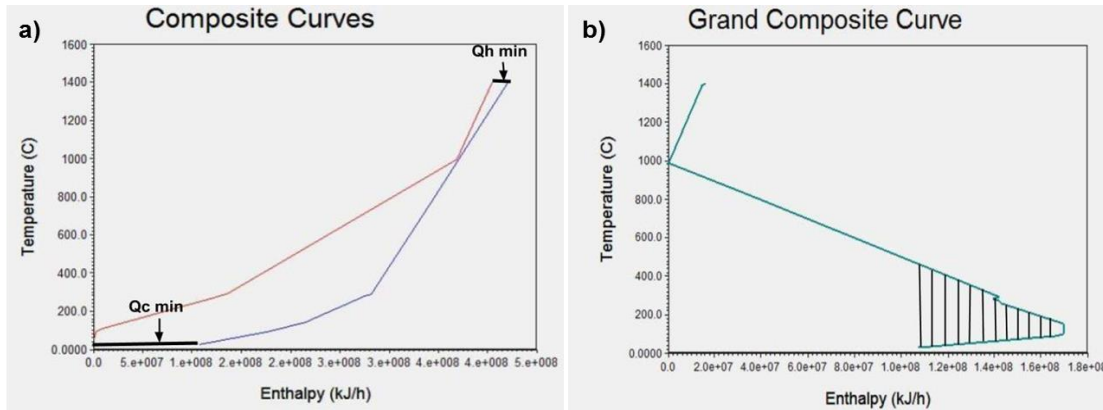 a)
Composite Curves
Qh min
1600
1400
1200
1000
800.0
600.0
400.0
200.0
0.0000
Temperature (C)
Qc min
0.0
5.e+007
1.e+008
2.e+008
2.e+008
3.e+008
3.e+008
4.e+008
4.e+008
5.e+008
Enthalpy (kJ/h)
b)
Grand Composite Curve
1600
1400
1200
1000
800.0
600.0
400.0
200.0
0.0000
Temperature (C)
0.0
2.0e+07
4.0e+07
6.0e+07
8.0e+07
1.0e+08
1.2e+08
1.4e+08
1.6e+08
1.8e+08
Enthalpy (kJ/h)